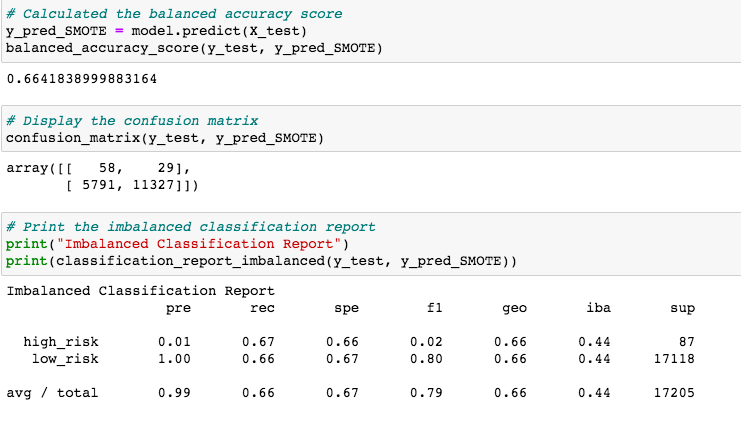 # Calculated the balanced accuracy score
y_pred_SMOTE = model.predict(X_test)
balanced_accuracy_score(y_test, y_pred_SMOTE)
0.6641838999883164
# Display the confusion matrix
confusion_matrix(y_test, y_pred_SMOTE)
array([[   58,    29],
       [ 5791, 11327]])
# Print the imbalanced classification report
print("Imbalanced Classification Report")
print(classification_report_imbalanced(y_test, y_pred_SMOTE))
Imbalanced Classification Report
                   pre       rec       spe        f1       geo       iba       sup
  high_risk       0.01      0.67      0.66      0.02      0.66      0.44        87
   low_risk       1.00      0.66      0.67      0.80      0.66      0.44     17118
avg / total       0.99      0.66      0.67      0.79      0.66      0.44     17205